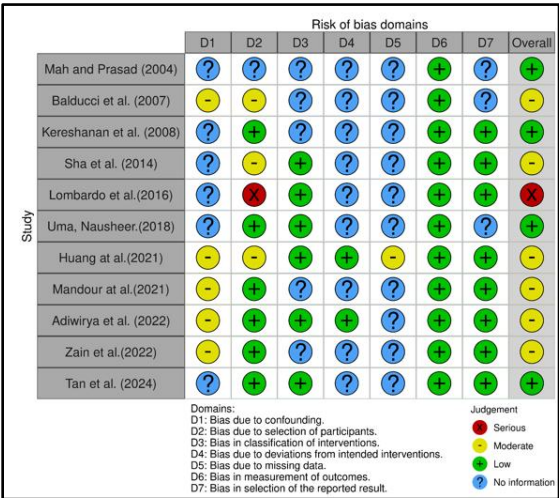 Risk of bias domains
D1 D2 D3 D4 D5 D6 D7 Overall
Study
Mah and Prasad (2004) ? ? ? ? ? + ? +
Balducci et al. (2007) - - ? ? ? + ? -
Kereshanan et al. (2008) ? + ? ? ? + + +
Sha et al. (2014) ? - + ? ? + + -
Lombardo et al.(2016) ? X + ? ? + + X
Uma, Nausheer.(2018) ? + + ? ? + ? +
Huang at al.(2021) - - + + - + + -
Mandour at al.(2021) - + ? ? ? + + -
Adiwirya et al. (2022) - + + + ? + + -
Zain et al.(2022) - + ? ? ? + + -
Tan et al. (2024) ? + + ? ? + + +
Domains:
D1: Bias due to confounding.
D2: Bias due to selection of participants.
D3: Bias in classification of interventions.
D4: Bias due to deviations from intended interventions.
D5: Bias due to missing data.
D6: Bias in measurement of outcomes.
D7: Bias in selection of the reported result.
Judgement
X Serious
- Moderate
+ Low
? No information